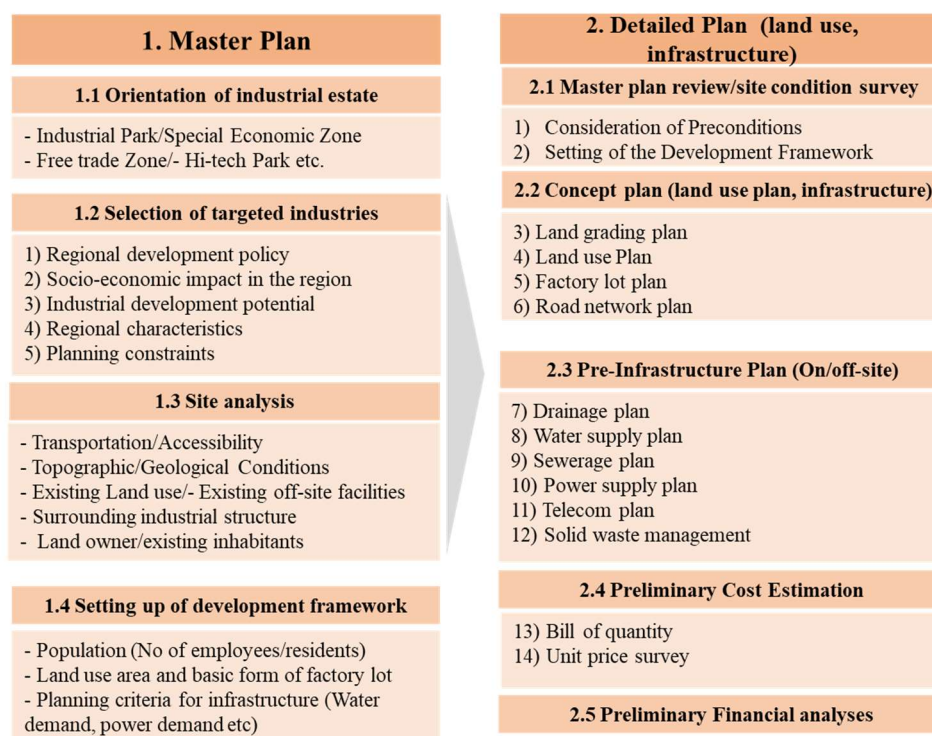 1. Master Plan
1.1 Orientation of industrial estate
- Industrial Park/Special Economic Zone
- Free trade Zone/- Hi-tech Park etc.
1.2 Selection of targeted industries
1) Regional development policy
2) Socio-economic impact in the region
3) Industrial development potential
4) Regional characteristics
5) Planning constraints
1.3 Site analysis
- Transportation/Accessibility
- Topographic/Geological Conditions
- Existing Land use/- Existing off-site facilities
- Surrounding industrial structure
- Land owner/existing inhabitants
1.4 Setting up of development framework
- Population (No of employees/residents)
- Land use area and basic form of factory lot
- Planning criteria for infrastructure (Water
demand, power demand etc)
2. Detailed Plan (land use,
infrastructure)
2.1 Master plan review/site condition survey
1) Consideration of Preconditions
2) Setting of the Development Framework
2.2 Concept plan (land use plan, infrastructure)
3) Land grading plan
4) Land use Plan
5) Factory lot plan
6) Road network plan
2.3 Pre-Infrastructure Plan (On/off-site)
7) Drainage plan
8) Water supply plan
9) Sewerage plan
10) Power supply plan
11) Telecom plan
12) Solid waste management
2.4 Preliminary Cost Estimation
13) Bill of quantity
14) Unit price survey
2.5 Preliminary Financial analyses